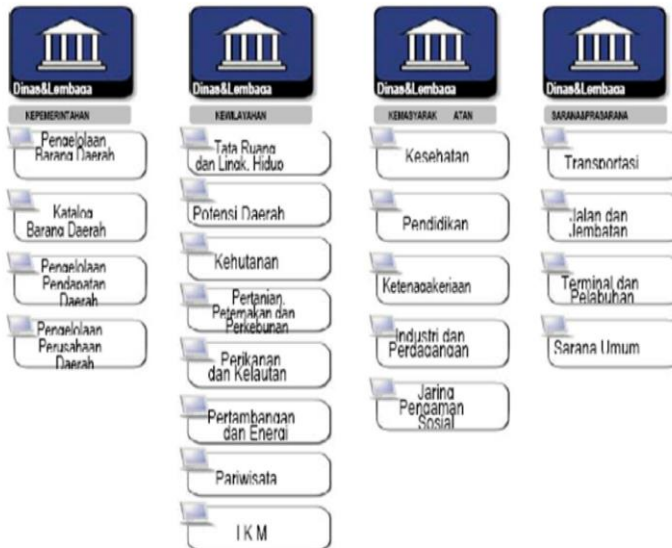 Dinas&Lembaga
KEPEMERINTAHAN
Pengelolaan
Barang Daerah
Katalog
Barang Daerah
Pengelolaan
Pendapatan
Daerah
Pengelolaan
Perusahaan
Daerah
Dinas&Lembaga
KEWILAYAHAN
Tata Ruang
dan Lingk. Hidup
Potensi Daerah
Kehutanan
Pertanian,
Peternakan dan
Perkebunan
Perikanan
dan Kelautan
Pertambangan
dan Energi
Pariwisata
I K M
Dinas&Lembaga
KEMASYARAK ATAN
Kesehatan
Pendidikan
Ketenagakerjaan
Industri dan
Perdagangan
Jaring
Pengaman
Sosial
Dinas&Lembaga
SARANA&PRASARANA
Transportasi
Jalan dan
Jembatan
Terminal dan
Pelabuhan
Sarana Umum